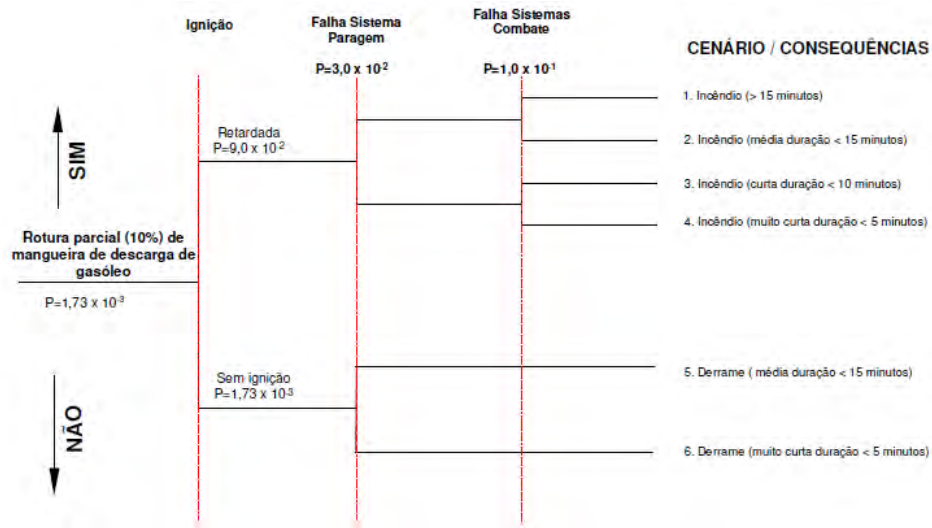 Ignição
Falha Sistema
Paragem
P=3,0 x 10-2
Falha Sistemas
Combate
P=1,0 x 10-1
CENÁRIO / CONSEQUÊNCIAS
1. Incêndio (> 15 minutos)
2. Incêndio (média duração < 15 minutos)
3. Incêndio (curta duração < 10 minutos)
4. Incêndio (muito curta duração < 5 minutos)
SIM
Retardada
P=9,0 x 10-2
Rotura parcial (10%) de
mangueira de descarga de
gasóleo
P=1,73 x 10-3
NÃO
Sem ignição
P=1,73 x 10-3
5. Derrame ( média duração < 15 minutos)
6. Derrame (muito curta duração < 5 minutos)